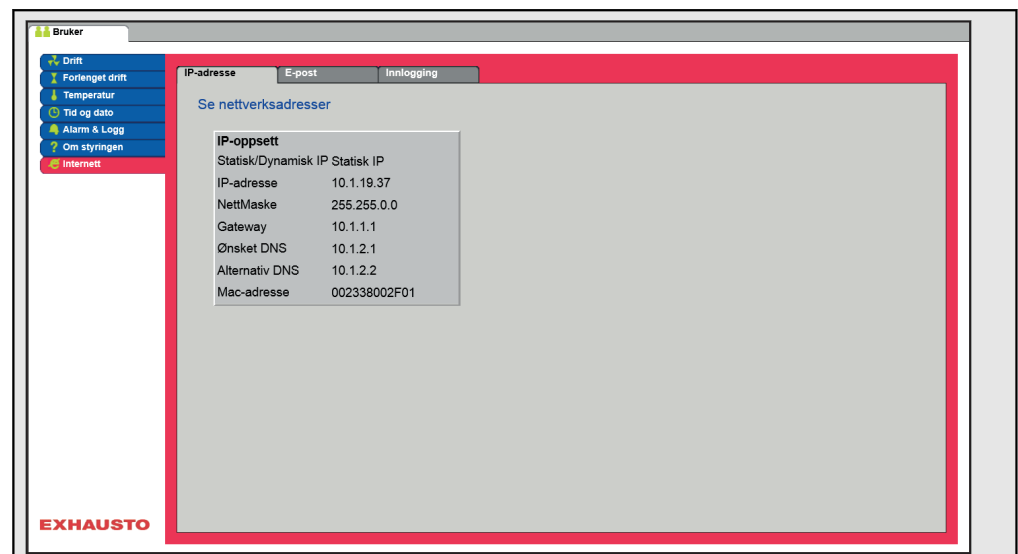 Bruker
Drift
Forlenget drift
Temperatur
Tid og dato
Alarm & Logg
Om styringen
Internett
IP-adresse E-post Innlogging
Se nettverksadresser
IP-oppsett
Statisk/Dynamisk IP Statisk IP
IP-adresse 10.1.19.37
NettMaske 255.255.0.0
Gateway 10.1.1.1
Ønsket DNS 10.1.2.1
Alternativ DNS 10.1.2.2
Mac-adresse 002338002F01
EXHAUSTO